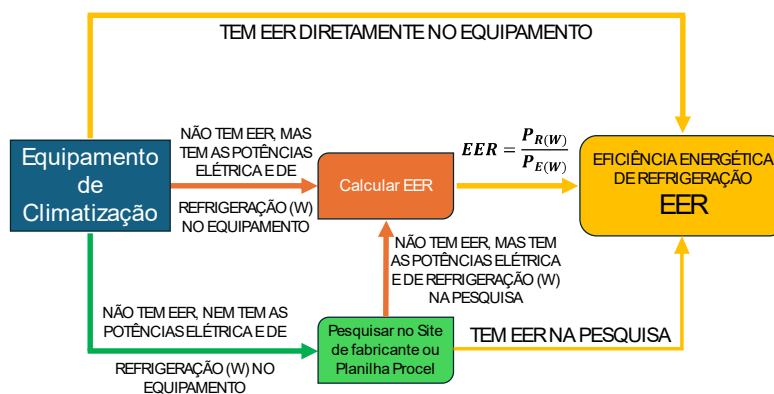 TEM EER DIRETAMENTE NO EQUIPAMENTO
Equipamento
de
Climatização
NÃO TEM EER, MAS
TEM AS POTÊNCIAS
ELÉTRICA E DE
REFRIGERAÇÃO (W)
NO EQUIPAMENTO
Calcular EER
EER = P_R(W) / P_E(W)
EFICIÊNCIA ENERGÉTICA
DE REFRIGERAÇÃO
EER
NÃO TEM EER, MAS TEM
AS POTÊNCIAS ELÉTRICA
E DE REFRIGERAÇÃO (W)
NA PESQUISA
NÃO TEM EER, NEM TEM AS
POTÊNCIAS ELÉTRICA E DE
REFRIGERAÇÃO (W) NO
EQUIPAMENTO
Pesquisar no Site
de fabricante ou
Planilha Procel
TEM EER NA PESQUISA